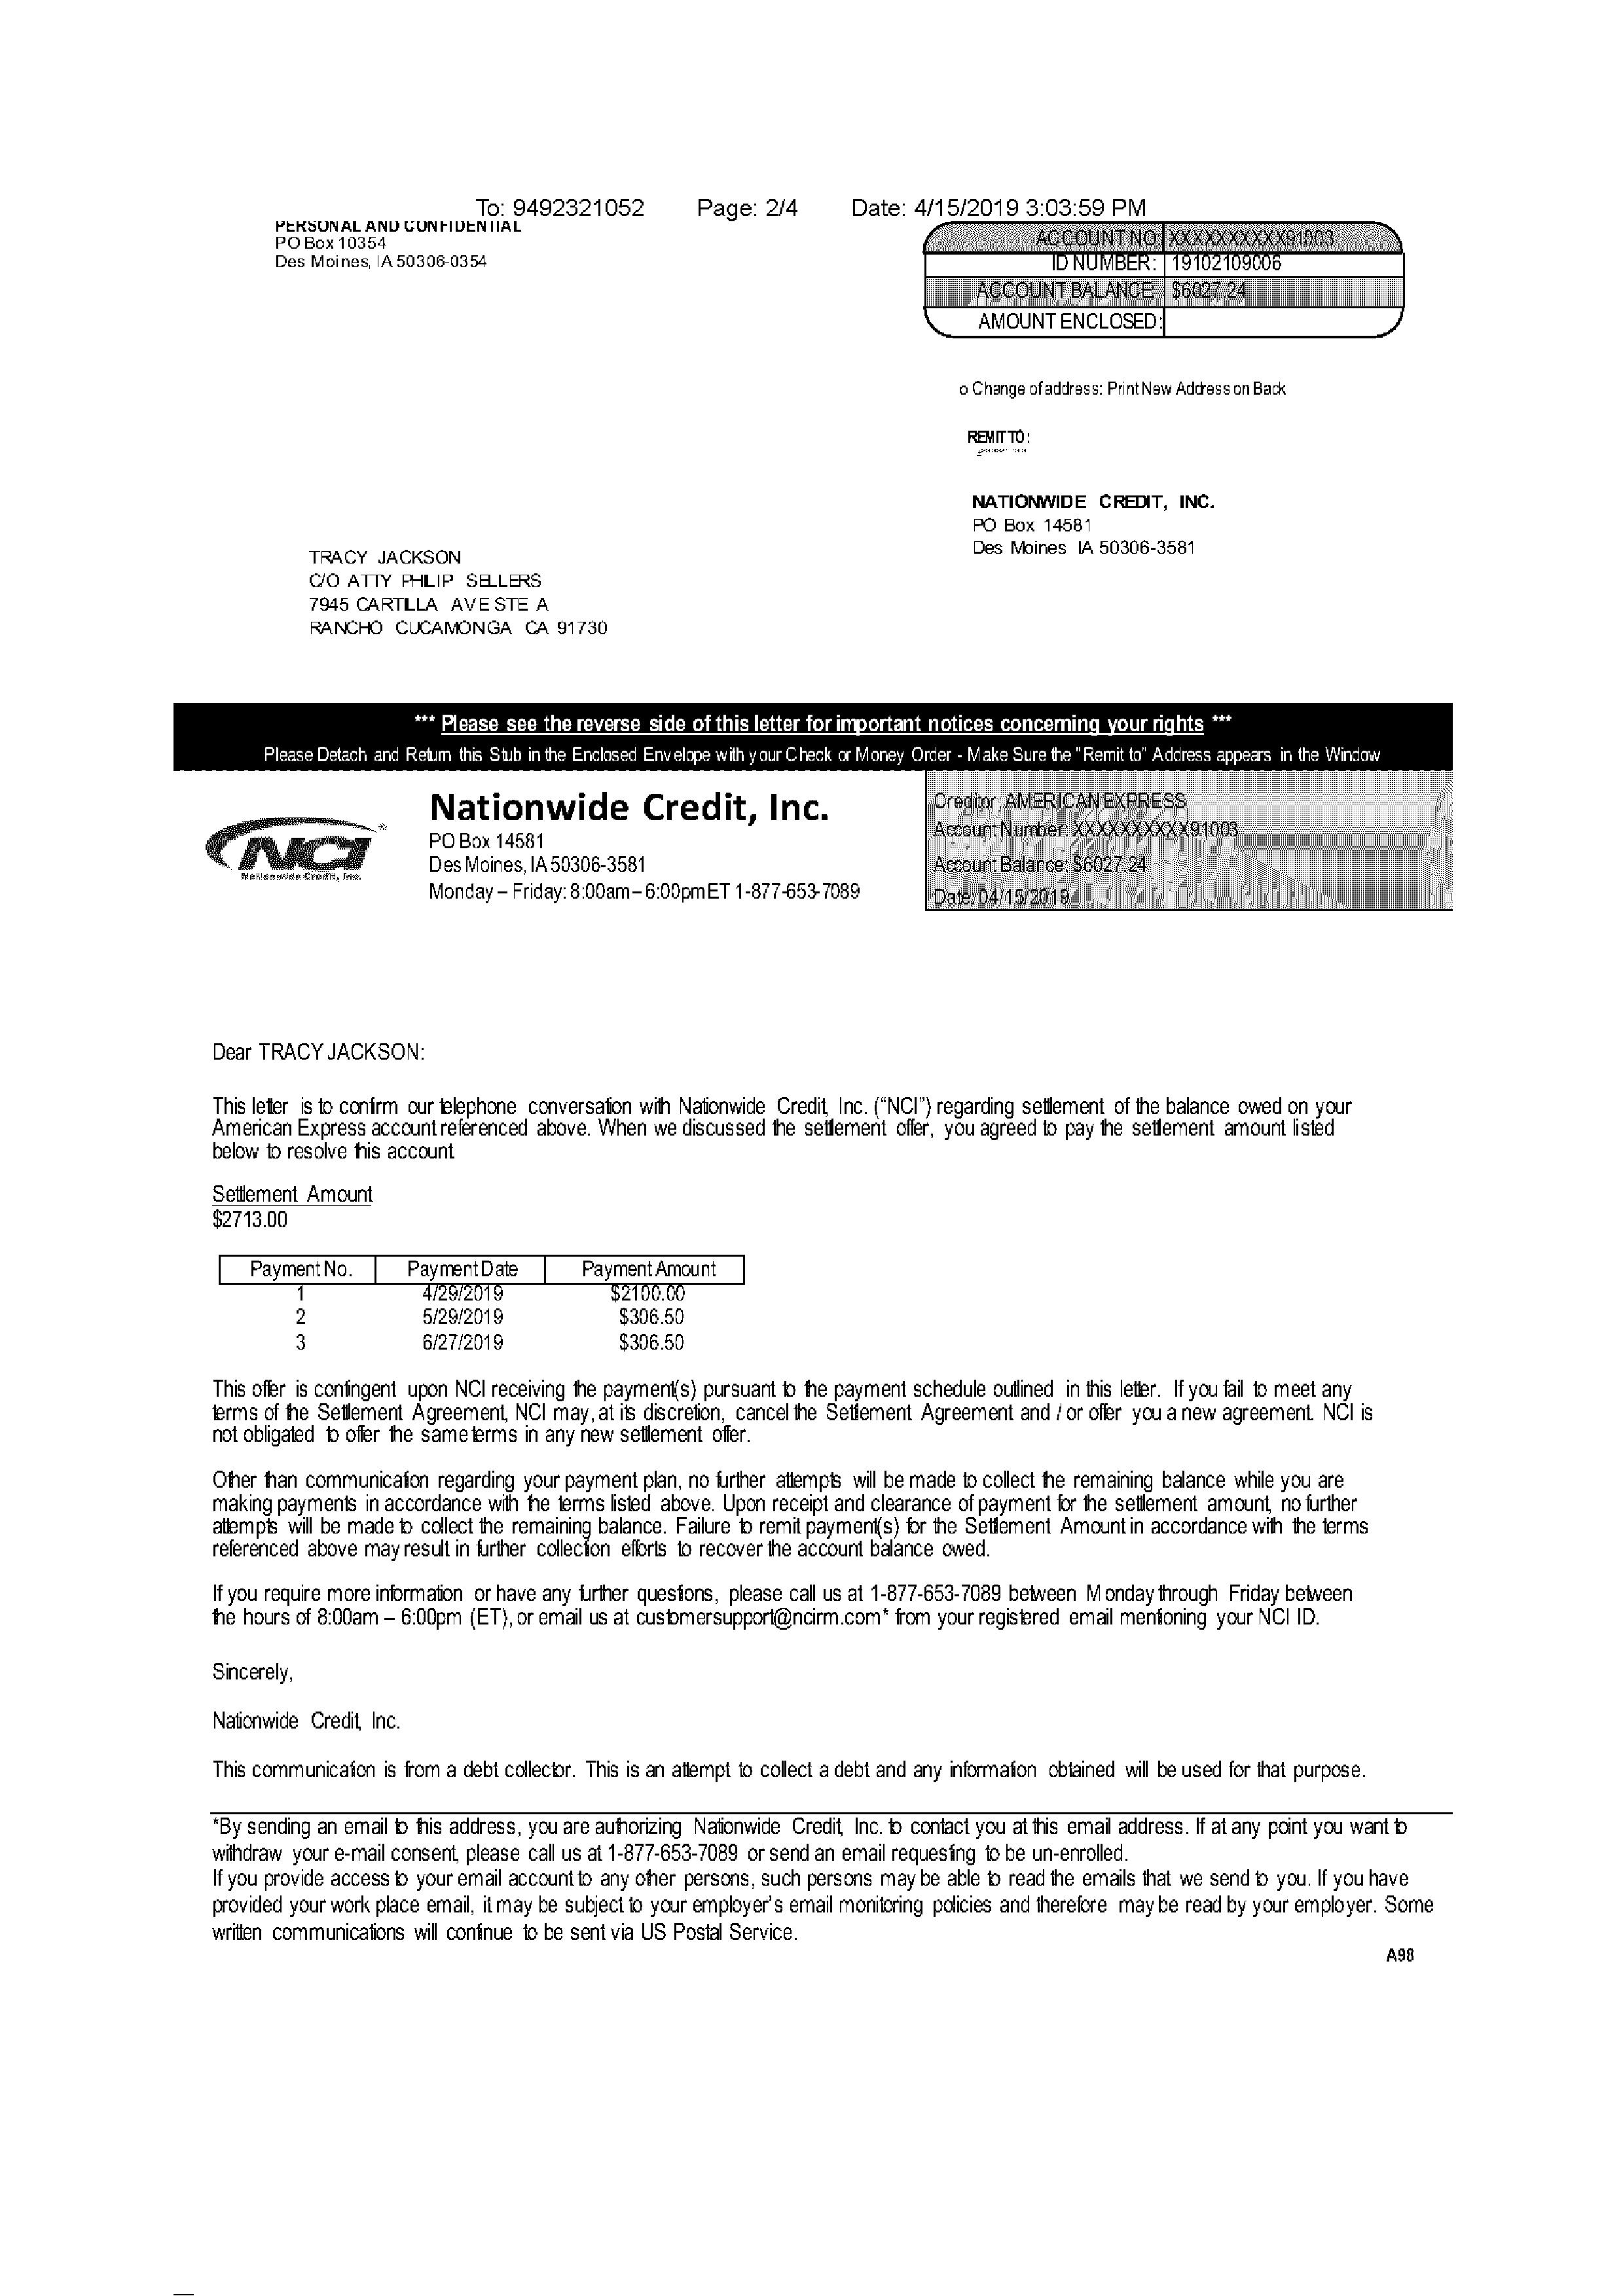 To: 9492321052 Page: 2/4 Date: 4/15/2019 3:03:59 PM
PERSONAL AND CONFIDENTIAL
PO Box 10354
Des Moines, IA 50306-0354
ACCOUNT NO: XXXXXXXXXX91003
ID NUMBER: 19102109006
ACCOUNT BALANCE: $6027.24
AMOUNT ENCLOSED:
o Change of address: Print New Address on Back
REMIT TO:
NATIONWIDE CREDIT, INC.
PO Box 14581
Des Moines IA 50306-3581
TRACY JACKSON
C/O ATTY PHILIP SELLERS
7945 CARTILLA AVE STE A
RANCHO CUCAMONGA CA 91730
*** Please see the reverse side of this letter for important notices concerning your rights ***
Please Detach and Return this Stub in the Enclosed Envelope with your Check or Money Order - Make Sure the "Remit to" Address appears in the Window
NCI
Nationwide Credit, Inc.
Nationwide Credit, Inc.
PO Box 14581
Des Moines, IA 50306-3581
Monday – Friday: 8:00am – 6:00pm ET 1-877-653-7089
Creditor: AMERICAN EXPRESS
Account Number: XXXXXXXXXX91003
Account Balance: $6027.24
Date: 04/15/2019
Dear TRACY JACKSON:
This letter is to confirm our telephone conversation with Nationwide Credit, Inc. (“NCI”) regarding settlement of the balance owed on your
American Express account referenced above. When we discussed the settlement offer, you agreed to pay the settlement amount listed
below to resolve this account.
Settlement Amount
$2713.00
Payment No. Payment Date Payment Amount
1 4/29/2019 $2100.00
2 5/29/2019 $306.50
3 6/27/2019 $306.50
This offer is contingent upon NCI receiving the payment(s) pursuant to the payment schedule outlined in this letter. If you fail to meet any
terms of the Settlement Agreement, NCI may, at its discretion, cancel the Settlement Agreement and / or offer you a new agreement. NCI is
not obligated to offer the same terms in any new settlement offer.
Other than communication regarding your payment plan, no further attempts will be made to collect the remaining balance while you are
making payments in accordance with the terms listed above. Upon receipt and clearance of payment for the settlement amount, no further
attempts will be made to collect the remaining balance. Failure to remit payment(s) for the Settlement Amount in accordance with the terms
referenced above may result in further collection efforts to recover the account balance owed.
If you require more information or have any further questions, please call us at 1-877-653-7089 between Monday through Friday between
the hours of 8:00am – 6:00pm (ET), or email us at customersupport@ncirm.com* from your registered email mentioning your NCI ID.
Sincerely,
Nationwide Credit, Inc.
This communication is from a debt collector. This is an attempt to collect a debt and any information obtained will be used for that purpose.
*By sending an email to this address, you are authorizing Nationwide Credit, Inc. to contact you at this email address. If at any point you want to
withdraw your e-mail consent, please call us at 1-877-653-7089 or send an email requesting to be un-enrolled.
If you provide access to your email account to any other persons, such persons may be able to read the emails that we send to you. If you have
provided your work place email, it may be subject to your employer’s email monitoring policies and therefore may be read by your employer. Some
written communications will continue to be sent via US Postal Service.
A98